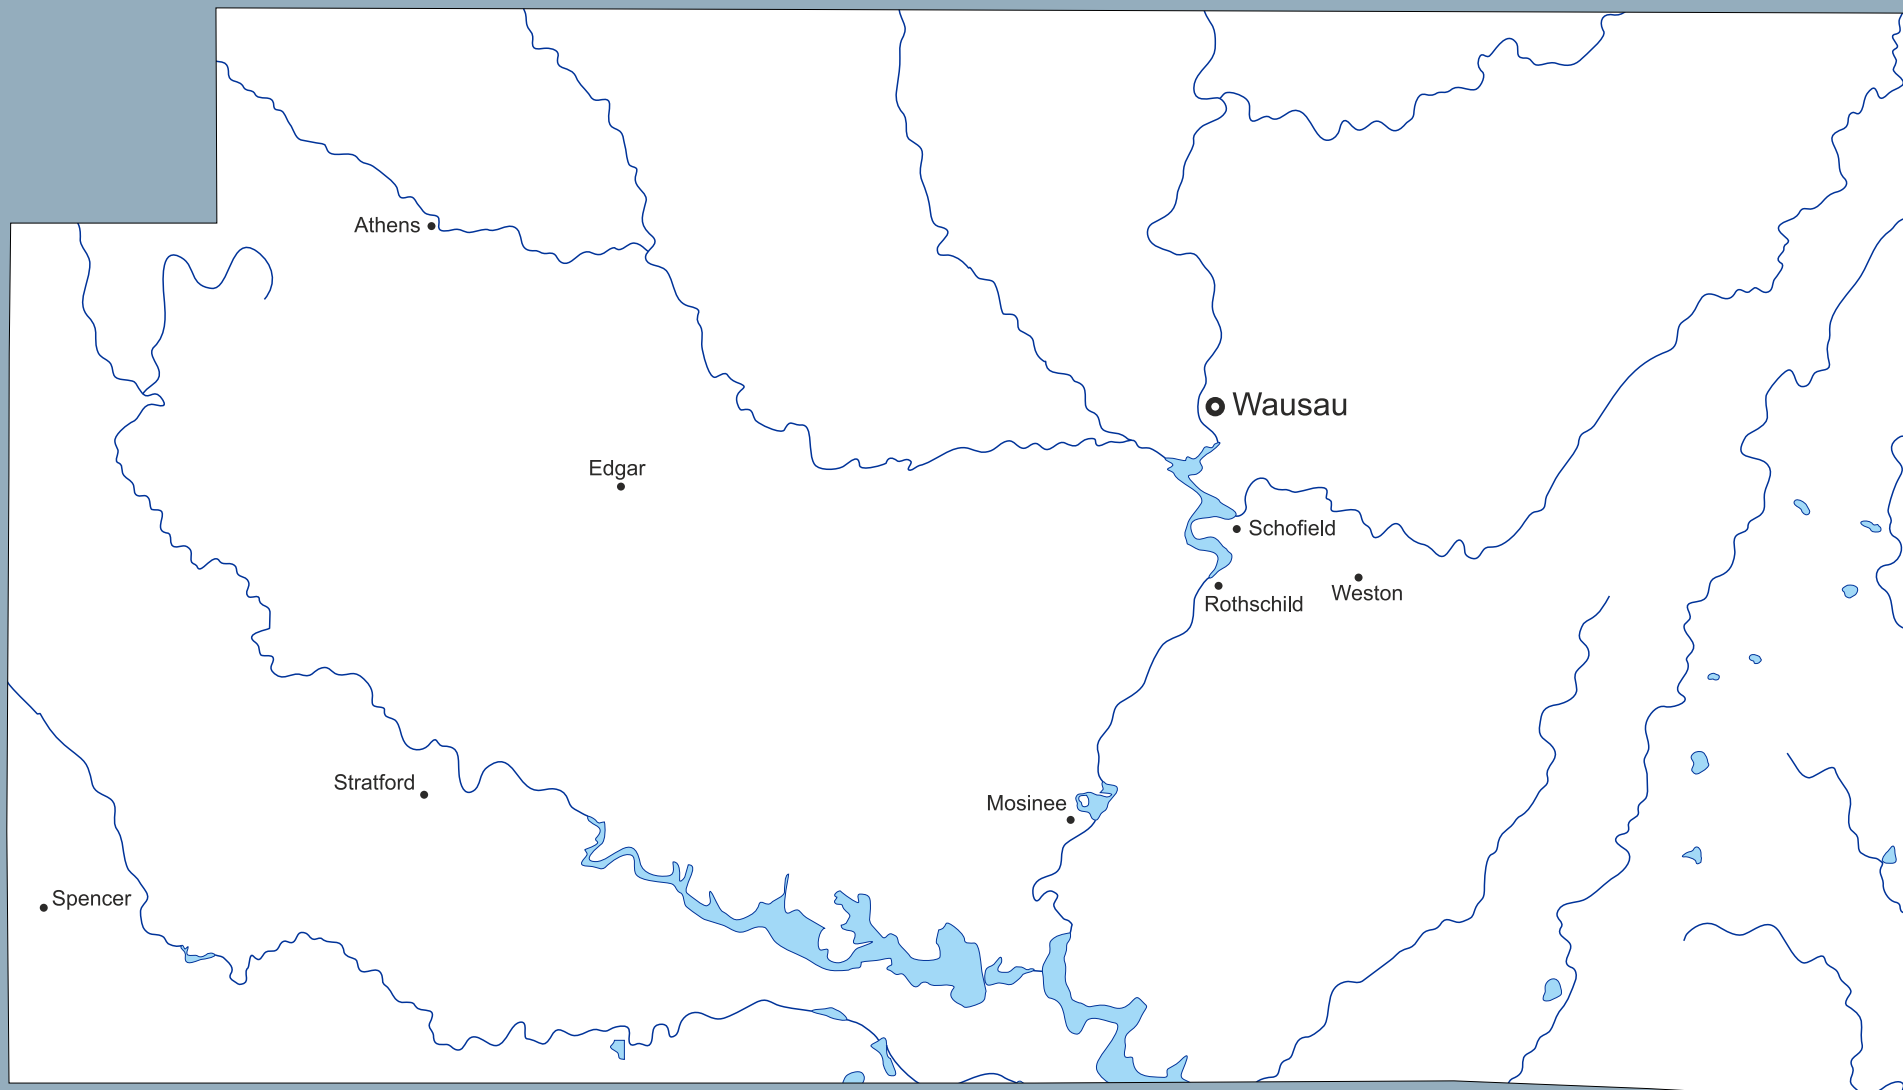 Athens
Wausau
Edgar
Schofield
Weston
Rothschild
Stratford
Mosinee
Spencer